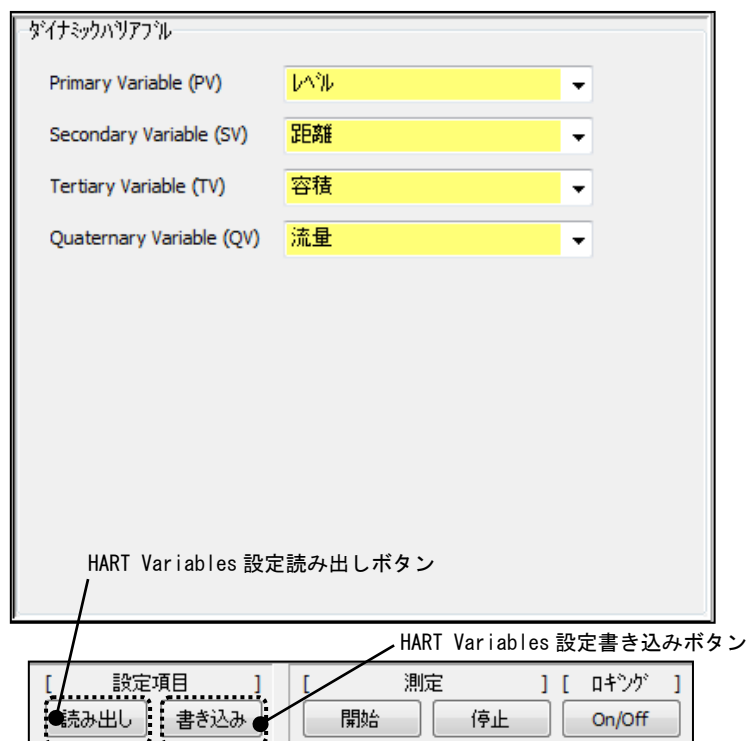 ﾀﾞｲﾅﾐｯｸﾊﾞﾘｱﾌﾞﾙ
Primary Variable (PV) ﾚﾍﾞﾙ
Secondary Variable (SV) 距離
Tertiary Variable (TV) 容積
Quaternary Variable (QV) 流量
HART Variables 設定読み出しボタン
HART Variables 設定書き込みボタン
[ 設定項目 ] [ 測定 ] [ ﾛｷﾞﾝｸﾞ ]
読み出し 書き込み 開始 停止 On/Off